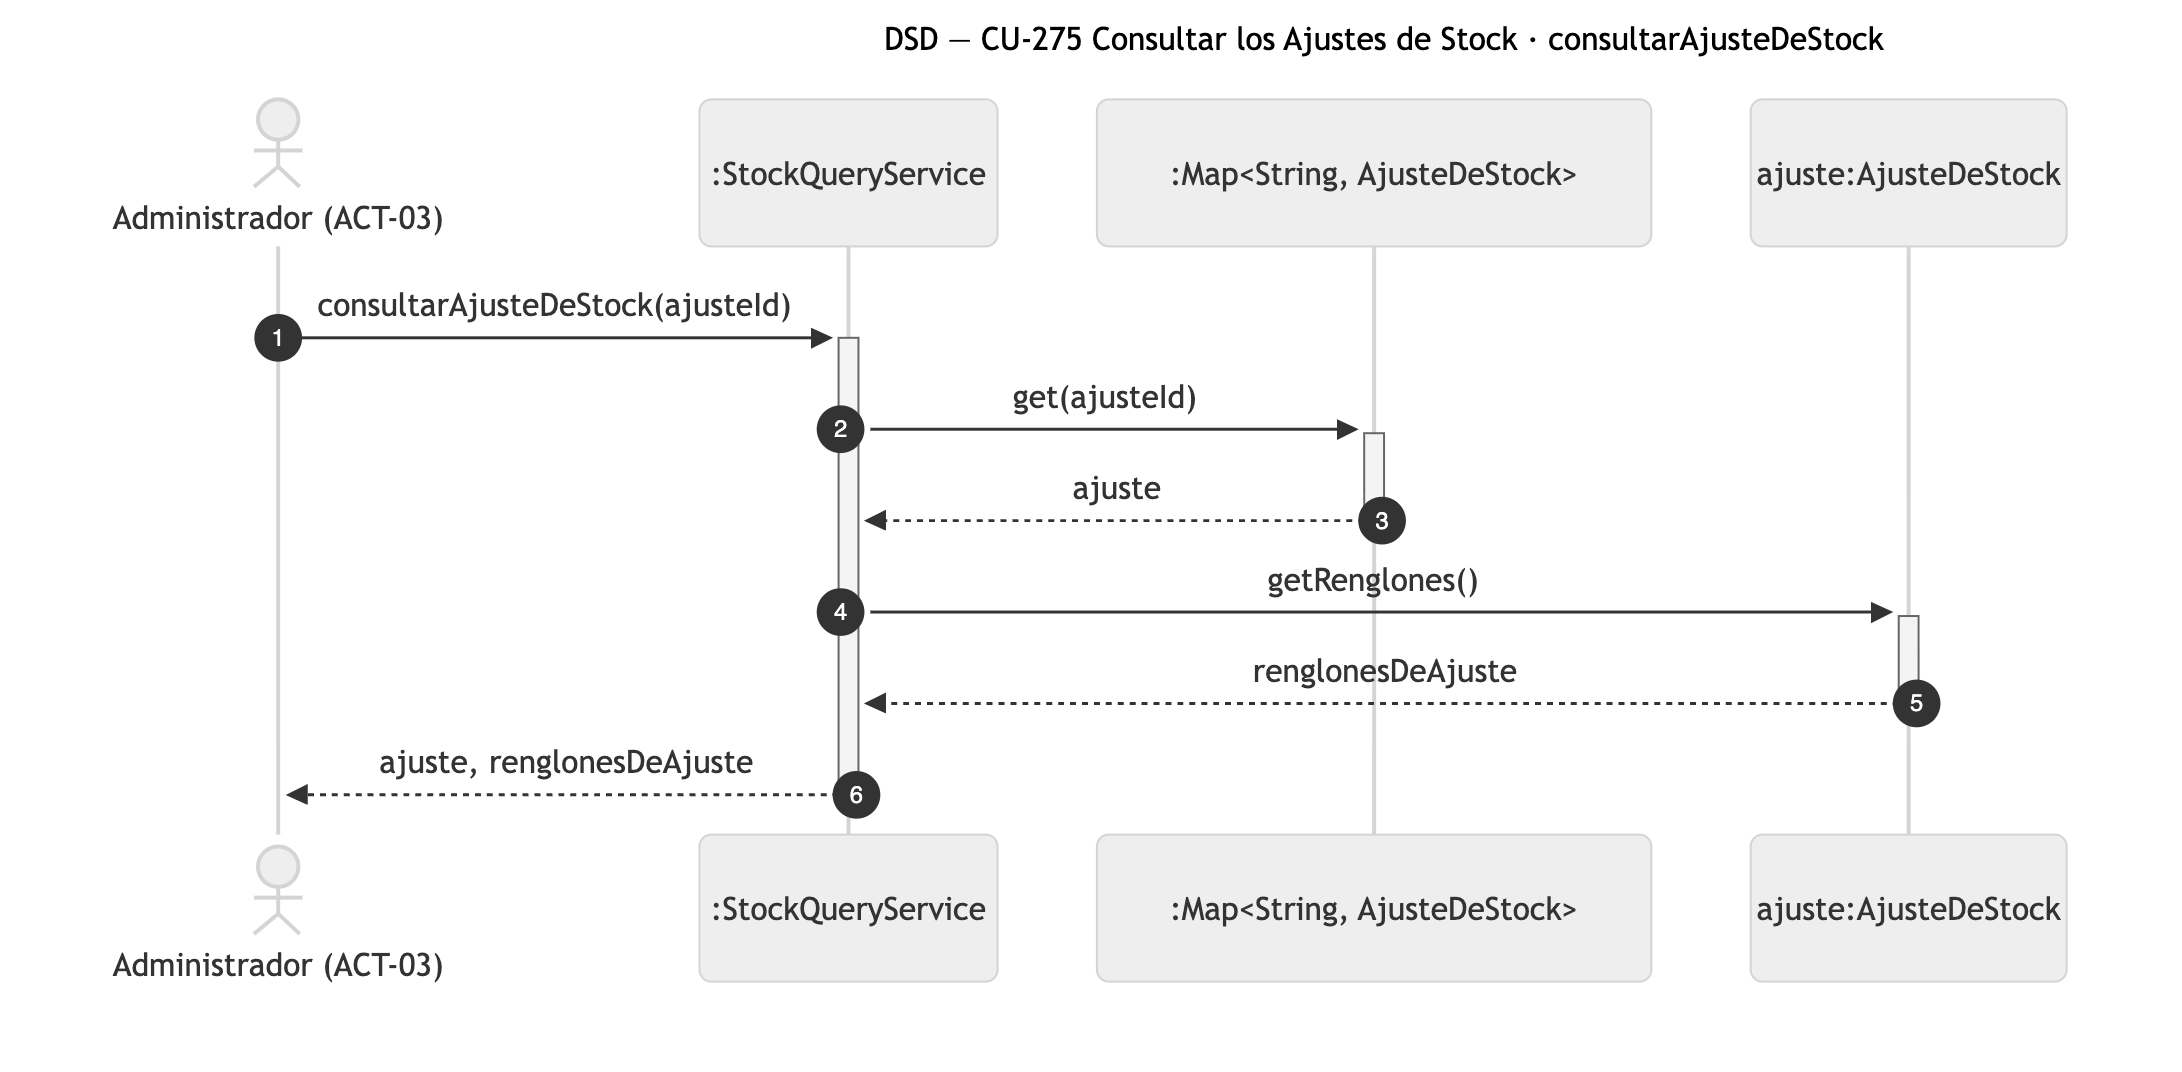 DSD — CU-275 Consultar los Ajustes de Stock · consultarAjusteDeStock
Administrador (ACT-03)
:StockQueryService
:Map<String, AjusteDeStock>
ajuste:AjusteDeStock
consultarAjusteDeStock(ajusteId)
1
get(ajusteId)
2
ajuste
3
getRenglones()
4
renglonesDeAjuste
5
ajuste, renglonesDeAjuste
6
Administrador (ACT-03)
:StockQueryService
:Map<String, AjusteDeStock>
ajuste:AjusteDeStock